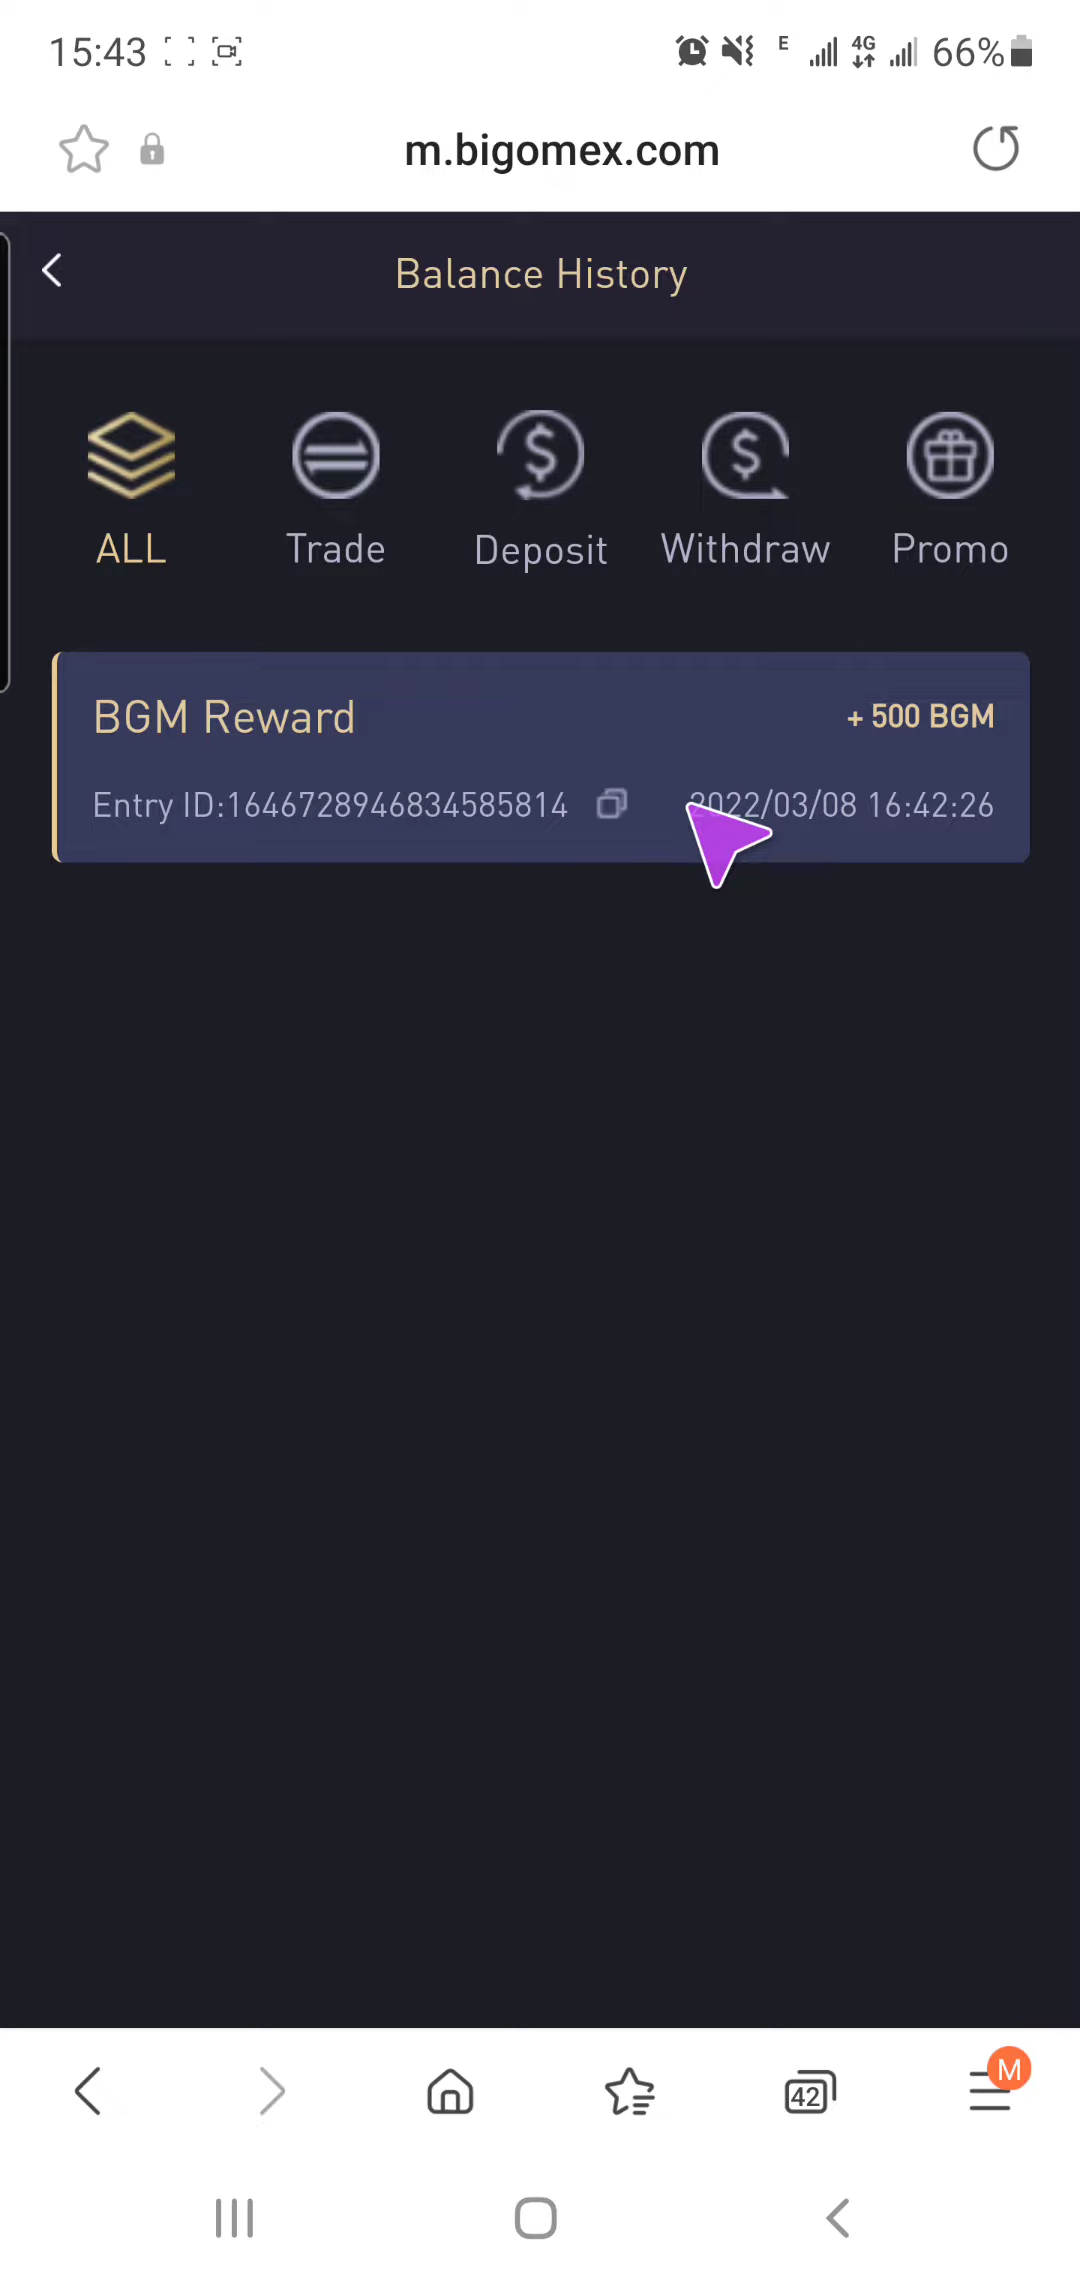 15:43 E 4G 66%
m.bigomex.com
Balance History
ALL Trade Deposit Withdraw Promo
BGM Reward + 500 BGM
Entry ID:1646728946834585814 2022/03/08 16:42:26
42 M